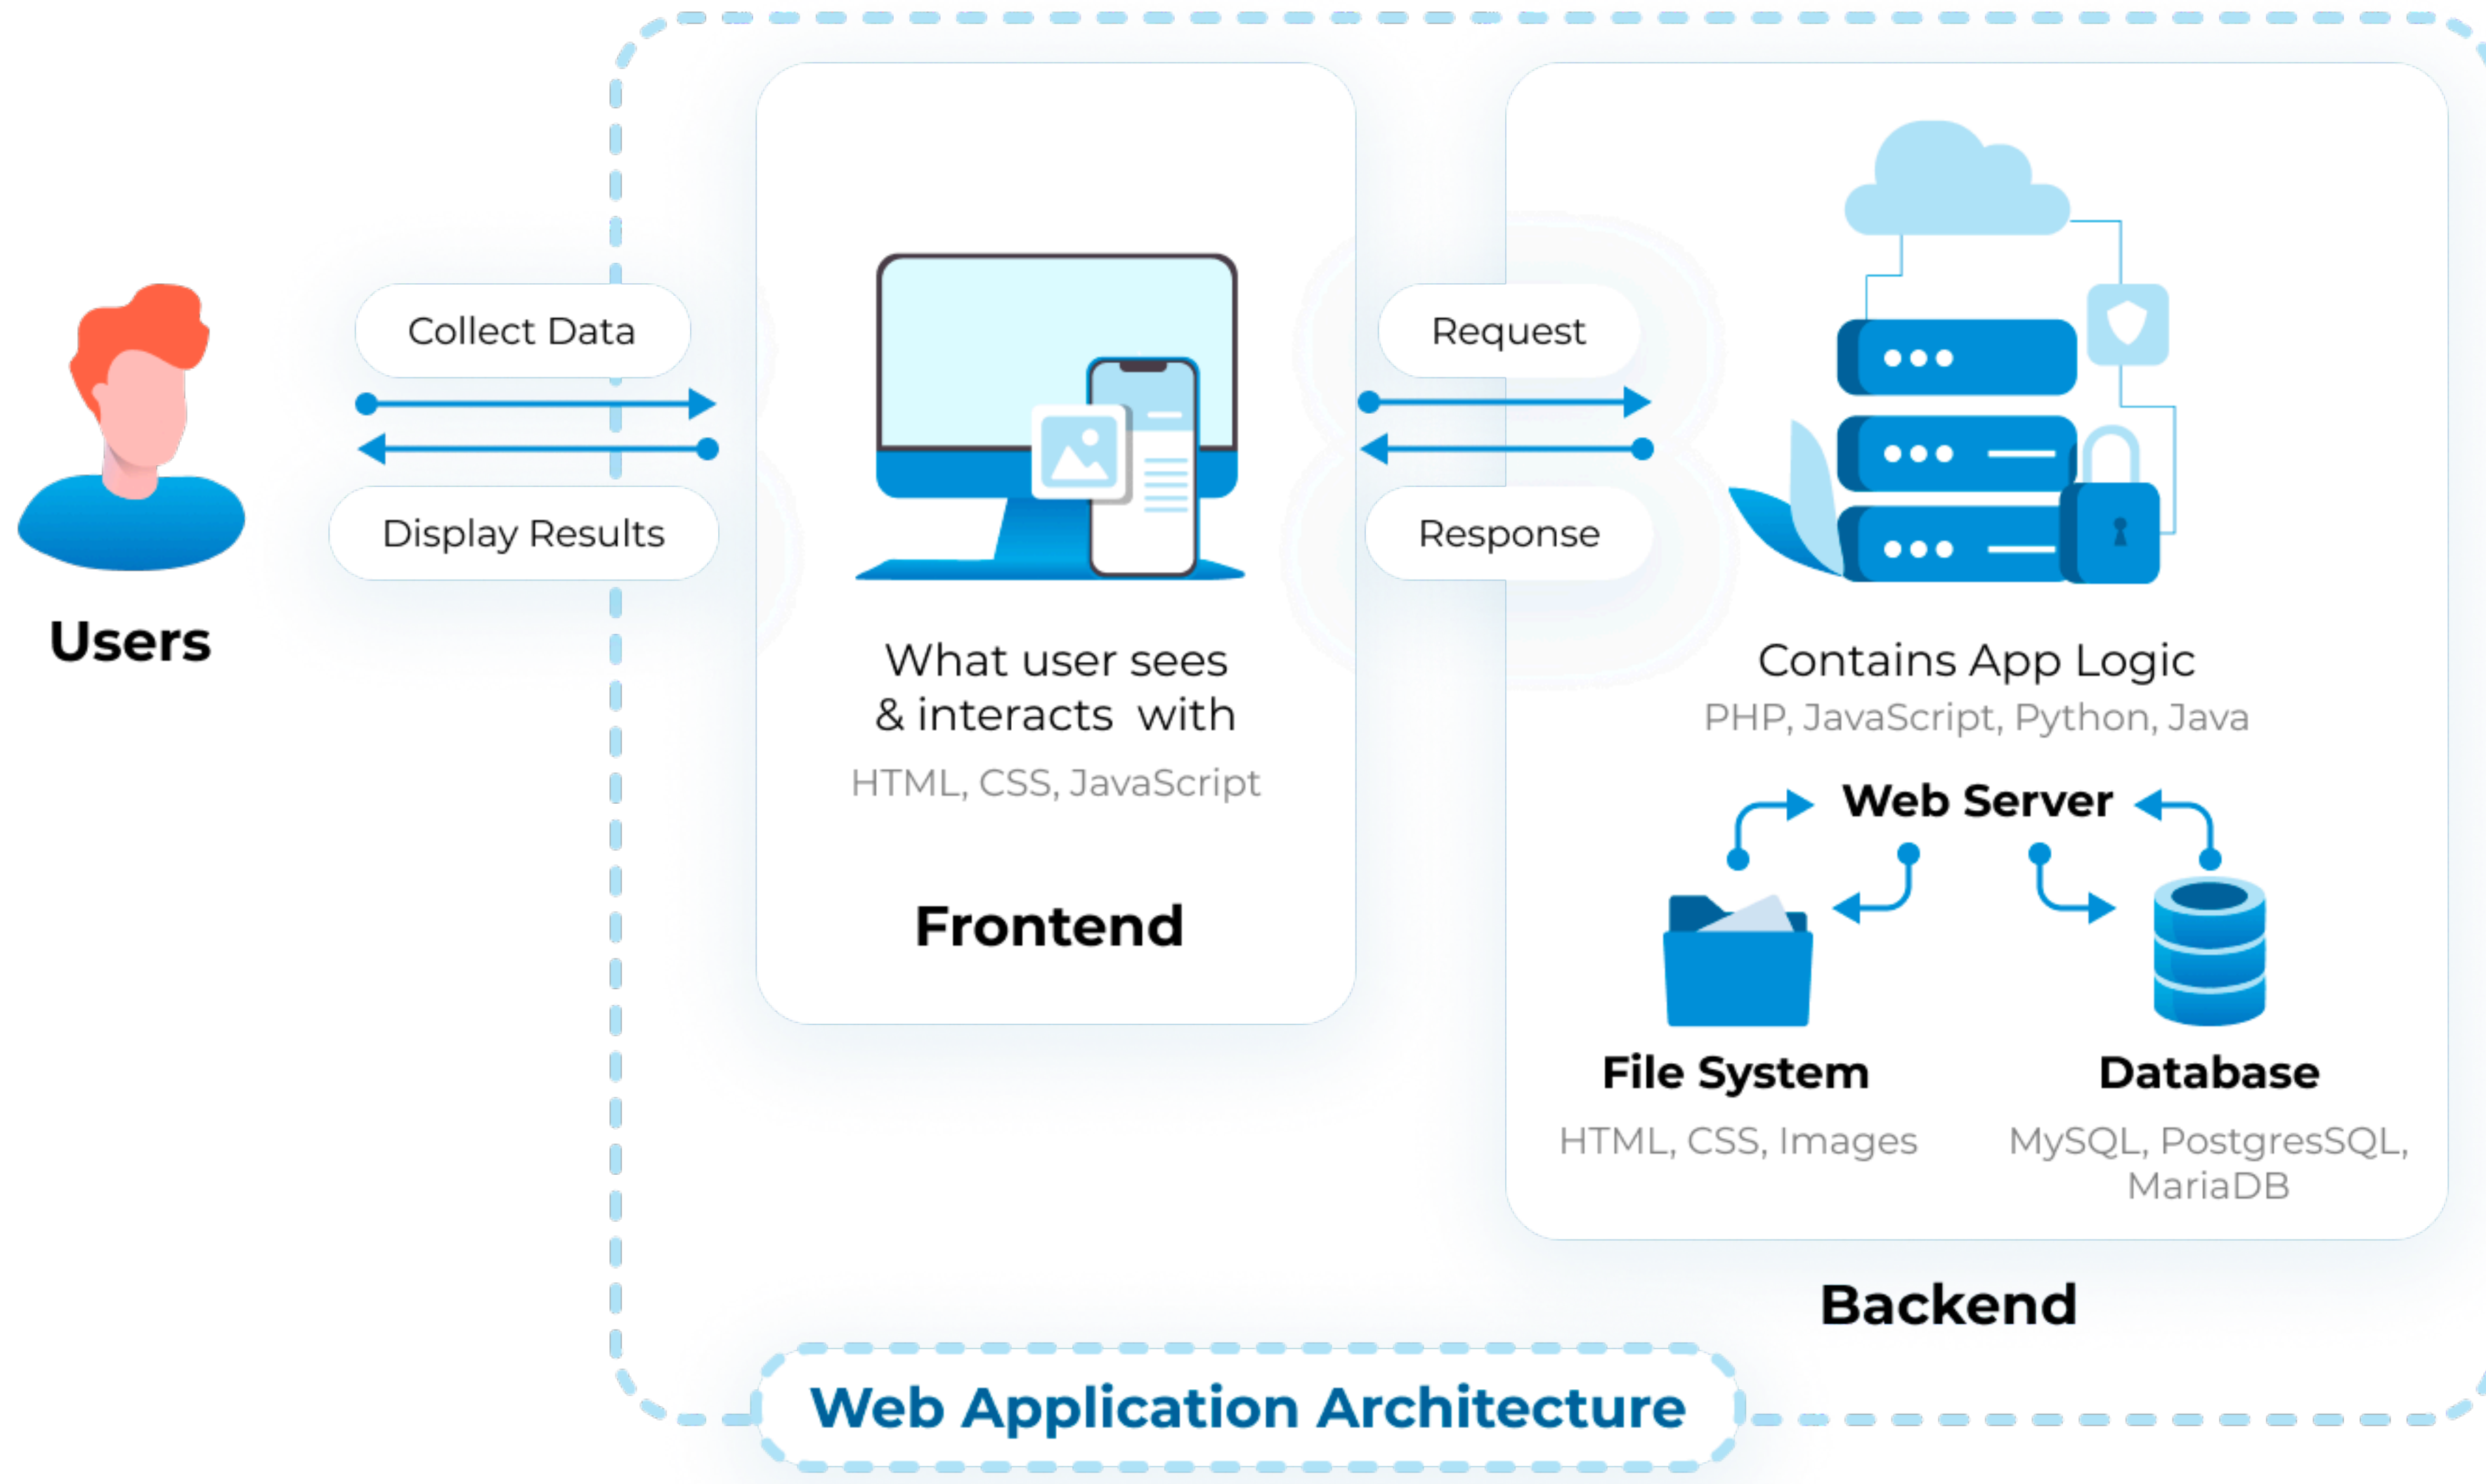 Collect Data
Display Results
Users
What user sees
& interacts with
HTML, CSS, JavaScript
Frontend
Request
Response
Contains App Logic
PHP, JavaScript, Python, Java
Web Server
File System
HTML, CSS, Images
Database
MySQL, PostgresSQL,
MariaDB
Backend
Web Application Architecture